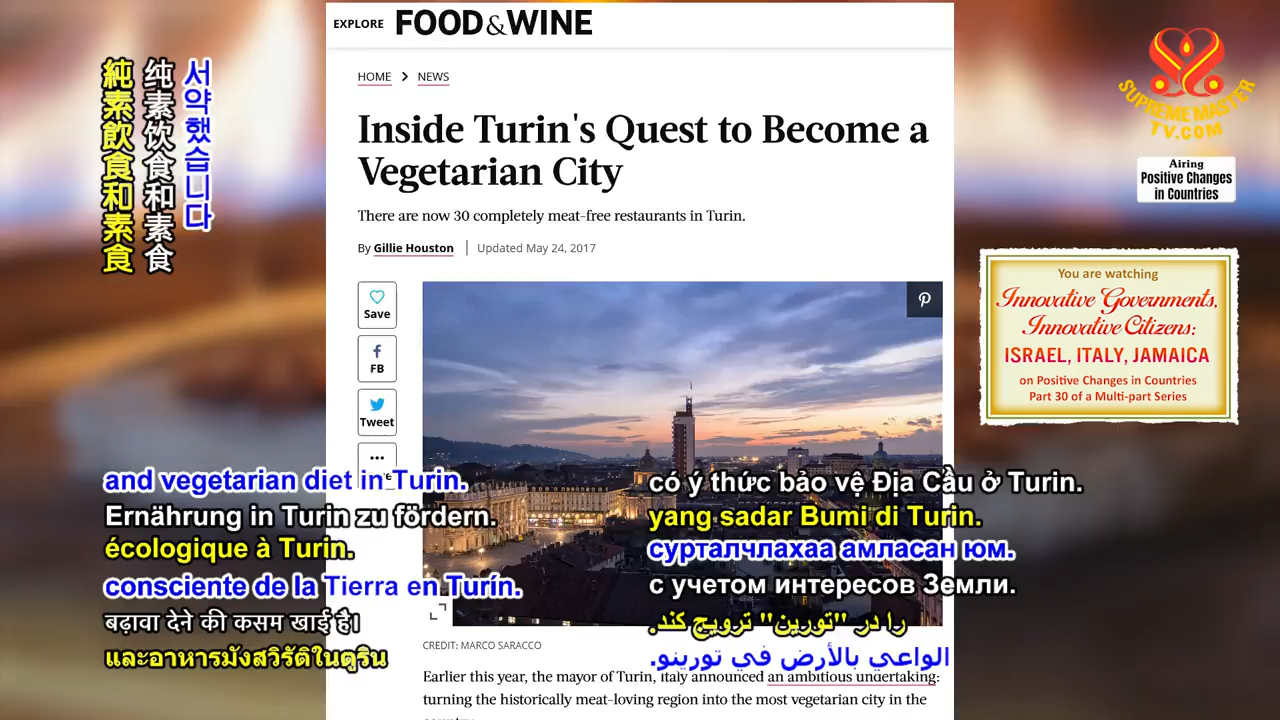 EXPLORE FOOD&WINE
HOME > NEWS
Inside Turin's Quest to Become a
Vegetarian City
There are now 30 completely meat-free restaurants in Turin.
By Gillie Houston | Updated May 24, 2017
Save
FB
Tweet
CREDIT: MARCO SARACCO
Earlier this year, the mayor of Turin, Italy announced an ambitious undertaking:
turning the historically meat-loving region into the most vegetarian city in the
純素飲食和素食
纯素饮食和素食
서약했습니다
and vegetarian diet in Turin.
Ernährung in Turin zu fördern.
écologique à Turin.
consciente de la Tierra en Turín.
बढ़ावा देने की कसम खाई है।
และอาหารมังสวิรัติในตูริน
có ý thức bảo vệ Địa Cầu ở Turin.
yang sadar Bumi di Turin.
сурталчлахаа амласан юм.
с учетом интересов Земли.
را در "تورین" ترویج کند.
الواعي بالأرض في تورينو.
SUPREME MASTER
TV.COM
Airing
Positive Changes
in Countries
You are watching
Innovative Governments,
Innovative Citizens:
ISRAEL, ITALY, JAMAICA
on Positive Changes in Countries
Part 30 of a Multi-part Series